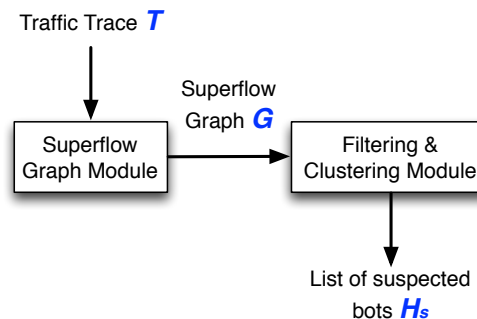 Traffic Trace T
Superflow
Graph G
Superflow
Graph Module
Filtering &
Clustering Module
List of suspected
bots Hs